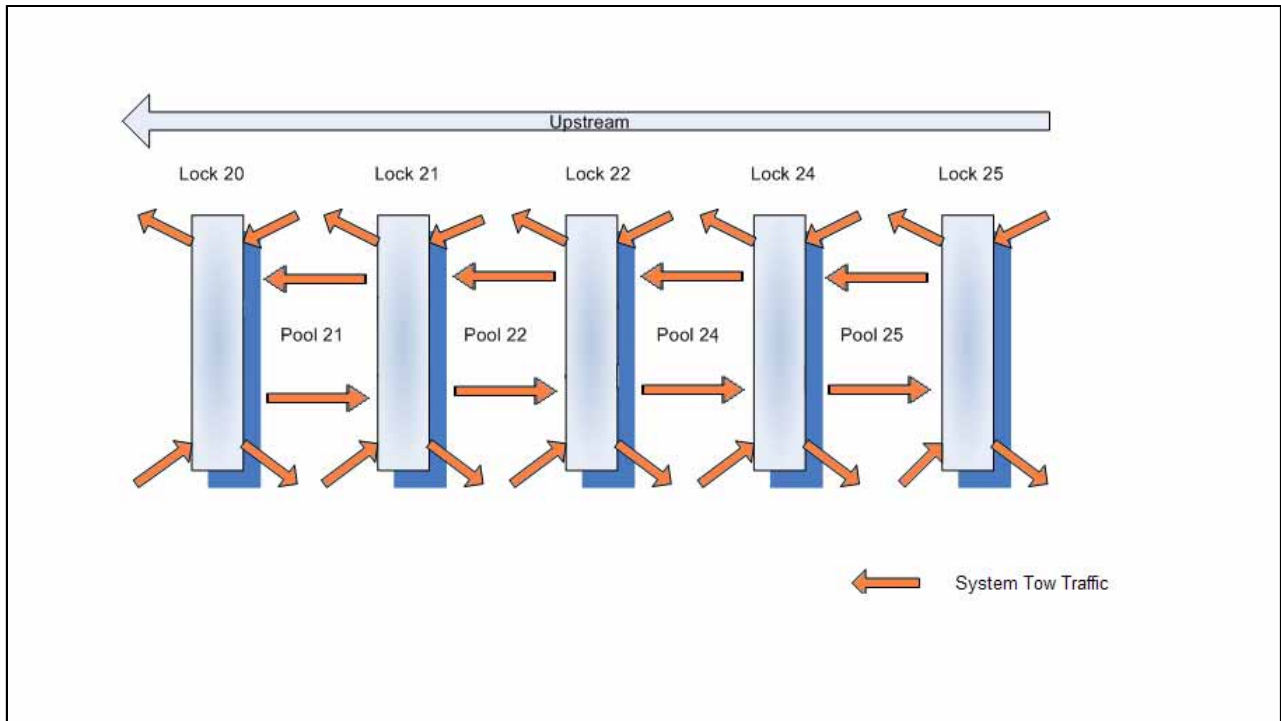 Upstream
Lock 20
Lock 21
Lock 22
Lock 24
Lock 25
Pool 21
Pool 22
Pool 24
Pool 25
System Tow Traffic